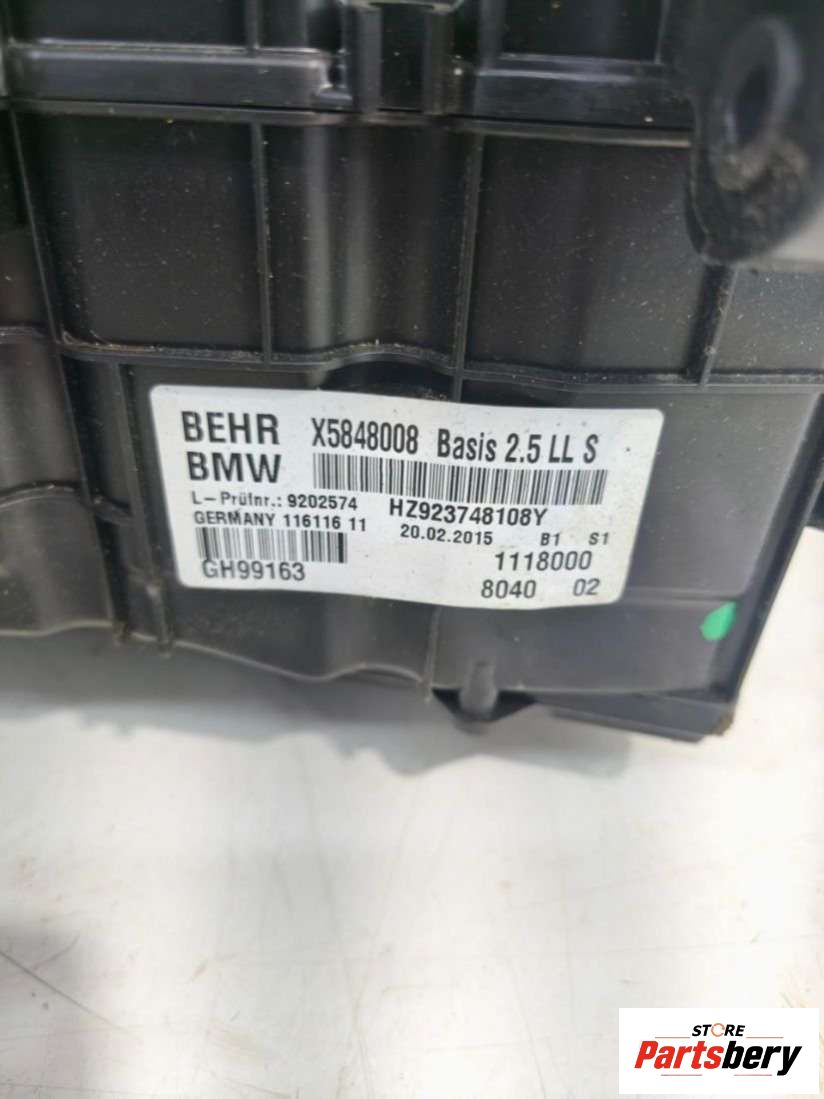 BEHR X5848008 Basis 2.5 LL S
BMW
L-Prüfnr.: 9202574 HZ923748108Y
GERMANY 116116 11 20.02.2015 B1 S1
GH99163 1118000
8040 02
STORE
Partsbery